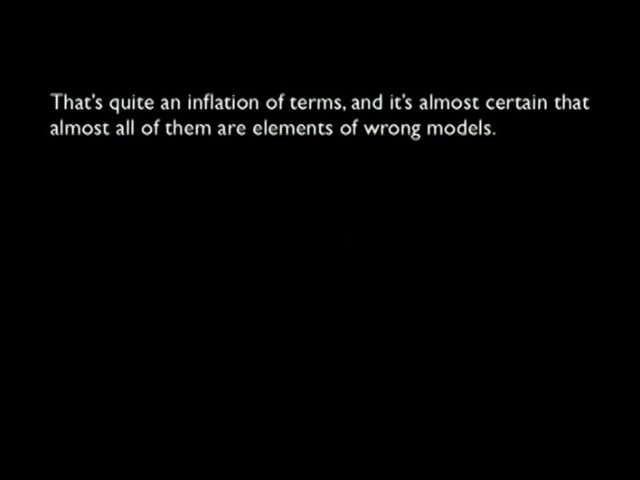 That's quite an inflation of terms, and it's almost certain that
almost all of them are elements of wrong models.